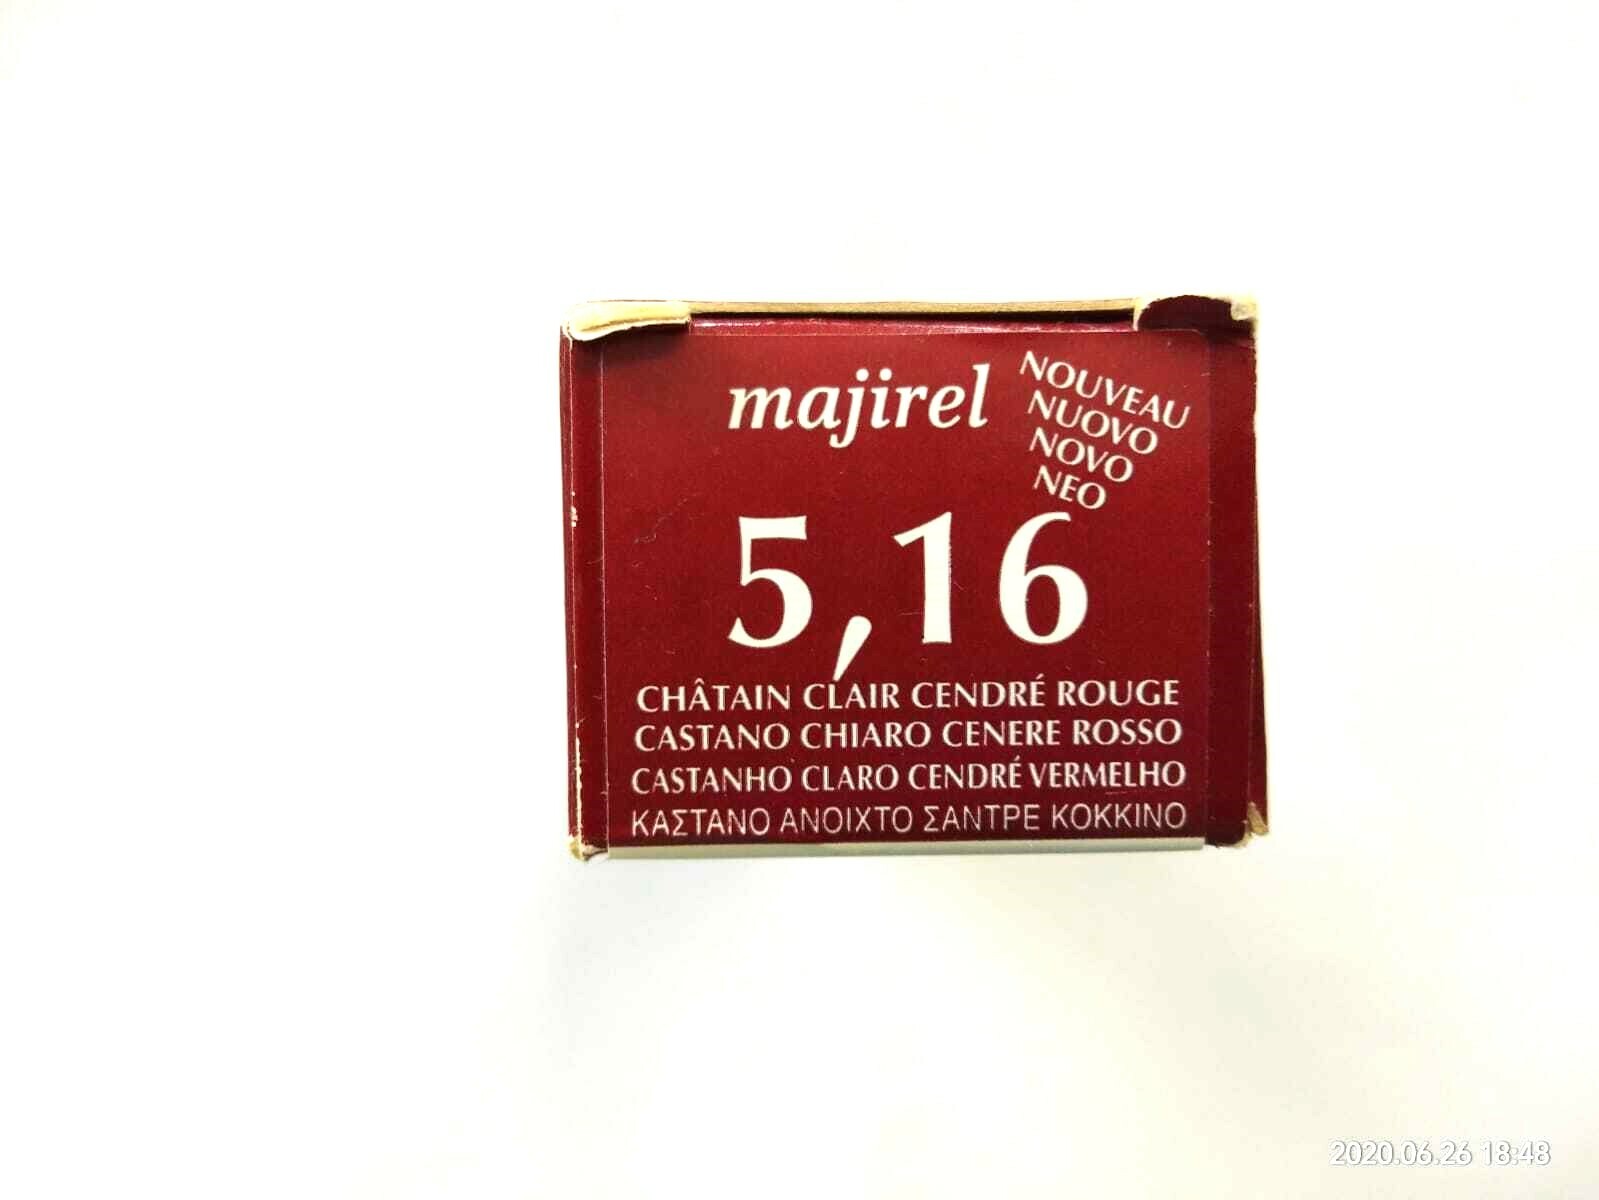 majirel
NOUVEAU
NUOVO
NOVO
NEO
5,16
CHÂTAIN CLAIR CENDRÉ ROUGE
CASTANO CHIARO CENERE ROSSO
CASTANHO CLARO CENDRÉ VERMELHO
ΚΑΣΤΑΝΟ ΑΝΟΙΧΤΟ ΣΑΝΤΡΕ ΚΟΚΚΙΝΟ
2020.06.26 18:48